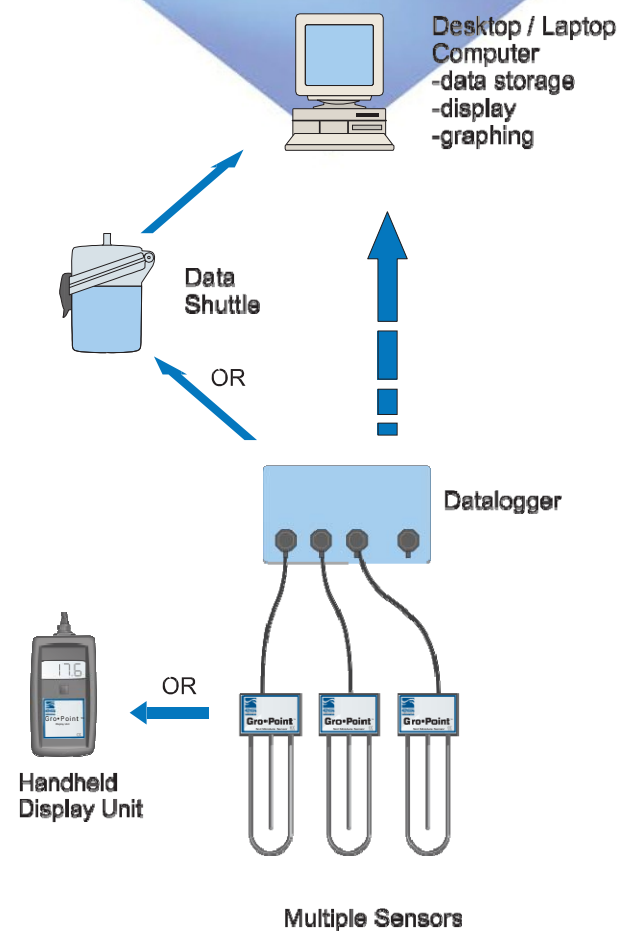 Desktop / Laptop
Computer
-data storage
-display
-graphing
Data
Shuttle
OR
Datalogger
17.6
Gro•Point
OR
Gro•Point
Gro•Point
Gro•Point
Handheld
Display Unit
Multiple Sensors